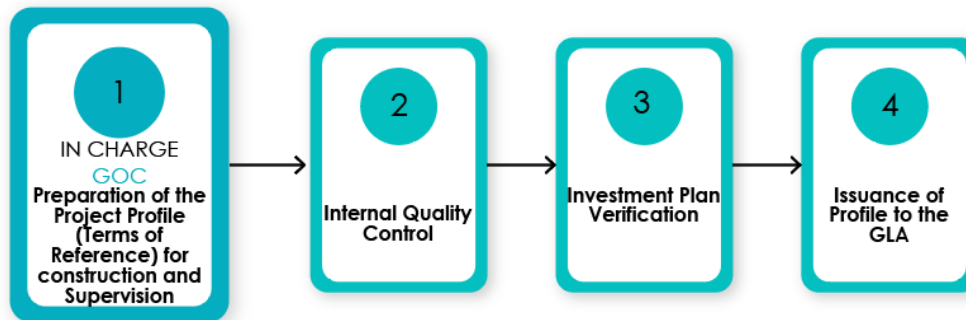 1
IN CHARGE
GOC
Preparation of the
Project Profile
(Terms of
Reference) for
construction and
Supervision
2
Internal Quality
Control
3
Investment Plan
Verification
4
Issuance of
Profile to the
GLA